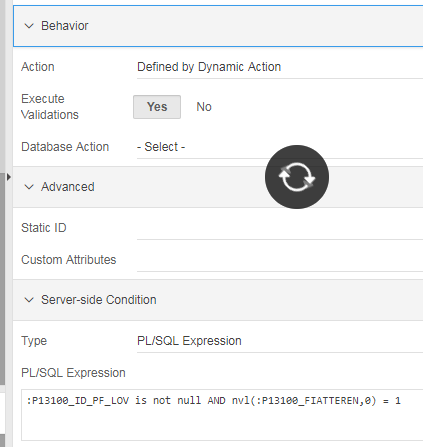 Behavior
Action Defined by Dynamic Action
Execute
Validations Yes No
Database Action - Select -
Advanced
Static ID
Custom Attributes
Server-side Condition
Type PL/SQL Expression
PL/SQL Expression
:P13100_ID_PF_LOV is not null AND nvl(:P13100_FIATTEREN,0) = 1